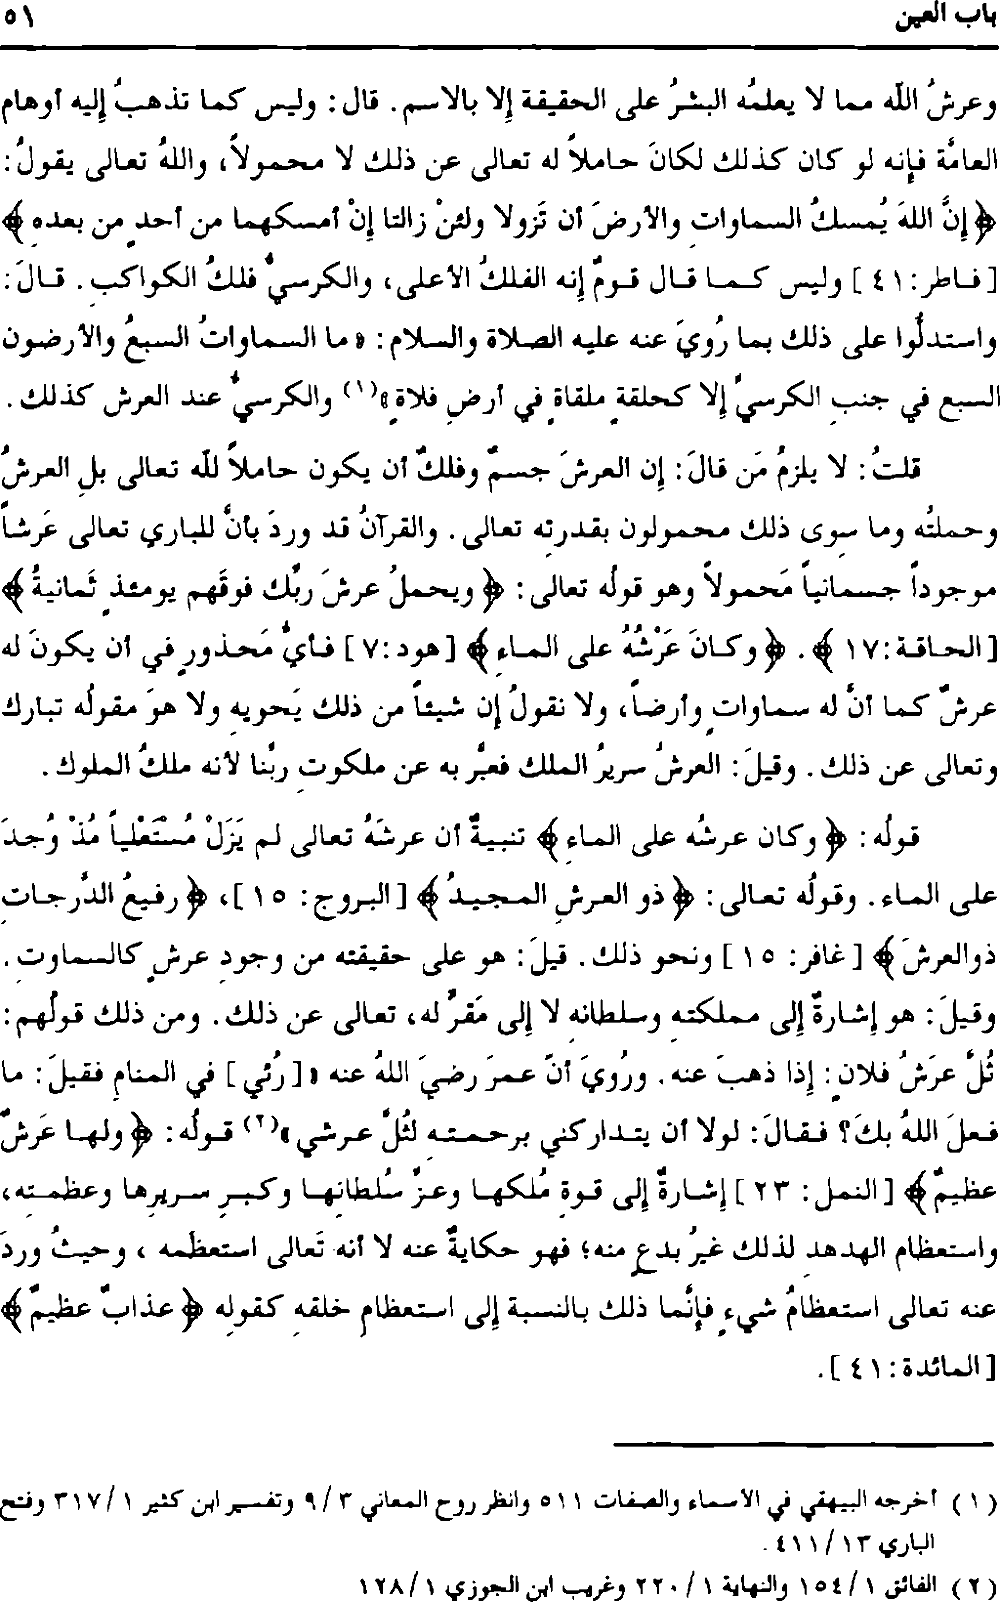 باب العين
٥١
وعرشُ اللّه مما لا يعلمُه البشرُ على الحقيقة إلا بالاسم. قال: وليس كما تذهبُ إليه أوهام
العامَّة فإنه لو كان كذلك لكانَ حاملاً له تعالى عن ذلك لا محمولاً، واللهُ تعالى يقولُ:
﴿إنَّ اللهَ يُمسكُ السماواتِ والأرضَ أن تَزولا ولئنْ زالتا إنْ أمسكهما من أحدٍ من بعدهِ﴾
[فاطر: ٤١] وليس كما قال قومٌ إنه الفلكُ الأعلى، والكرسيُّ فلكُ الكواكبِ. قالَ:
واستدلُّوا على ذلك بما رُويَ عنه عليه الصلاة والسلام: «ما السماواتُ السبعُ والأرضون
السبع في جنبِ الكرسيِّ إلا كحلقةٍ ملقاةٍ في أرضِ فلاةٍ»(١) والكرسيُّ عند العرش كذلك.
قلتُ: لا يلزمُ مَن قالَ: إن العرشَ جسمٌ وفلكٌ أن يكون حاملاً للّه تعالى بلِ العرشُ
وحملتُه وما سوى ذلك محمولون بقدرتِه تعالى. والقرآنُ قد وردَ بأنَّ للباري تعالى عَرشاً
موجوداً جسمانياً مَحمولاً وهو قولُه تعالى: ﴿ويحملُ عرشَ ربِّك فوقَهم يومئذٍ ثَمانيةُ﴾
[الحاقة: ١٧]﴾. ﴿وكانَ عَرْشُهُ على الماءِ﴾ [هود: ٧] فأيُّ مَحذورٍ في أن يكونَ له
عرشٌ كما أنَّ له سماواتٍ وأرضاً، ولا نقولُ إن شيئاً من ذلك يَحويهِ ولا هوَ مقولُه تبارك
وتعالى عن ذلك. وقيلَ: العرشُ سريرُ الملك فعبَّر به عن ملكوتِ ربِّنا لأنه ملكُ الملوك.
قولُه: ﴿وكان عرشُه على الماءِ﴾ تنبيةٌ أن عرشَهُ تعالى لم يَزَلْ مُسْتَعْلياً مُذْ وُجدَ
على الماء. وقولُه تعالى: ﴿ذو العرشِ المجيدُ﴾ [البروج: ١٥]، ﴿رفيعُ الدَّرجاتِ
ذوالعرشَ﴾ [غافر: ١٥] ونحو ذلك. قيلَ: هو على حقيقته من وجودِ عرشٍ كالسماوتِ.
وقيلَ: هو إشارةٌ إلى مملكتهِ وسلطانهِ لا إلى مَقرٍّ له، تعالى عن ذلك. ومن ذلك قولُهم:
ثُلَّ عَرَشُ فلانٍ: إذا ذهبَ عنه. ورُويَ أنَّ عمرَ رضيَ اللهُ عنه «[رُئي] في المنامِ فقيلَ: ما
فعلَ اللهُ بكَ؟ فقالَ: لولا أن يتداركني برحمتهِ لثُلَّ عرشي»(٢) قولُه: ﴿ولها عَرَشٌ
عظيمٌ﴾ [النمل: ٢٣] إشارةٌ إلى قوةِ مُلكها وعزِّ سُلطانِها وكبرِ سريرِها وعظمتِه،
واستعظام الهدهدِ لذلك غيرُ بدعٍ منه؛ فهو حكايةٌ عنه لا أنه تَعالى استعظَمه، وحيثُ وردَ
عنه تعالى استعظامُ شيءٍ فإنَّما ذلك بالنسبة إلى استعظامِ خلقهِ كقولِه ﴿عذابٌ عظيمٌ﴾
[المائدة: ٤١].
(١) أخرجه البيهقي في الأسماء والصفات ٥١١ وانظر روح المعاني ٩/٣ وتفسير ابن كثير ٣١٧/١ وفتح
الباري ٤١١/١٣.
(٢) الفائق ١٥٤/١ والنهاية ٢٢٠/١ وغريب ابن الجوزي ١٢٨/١